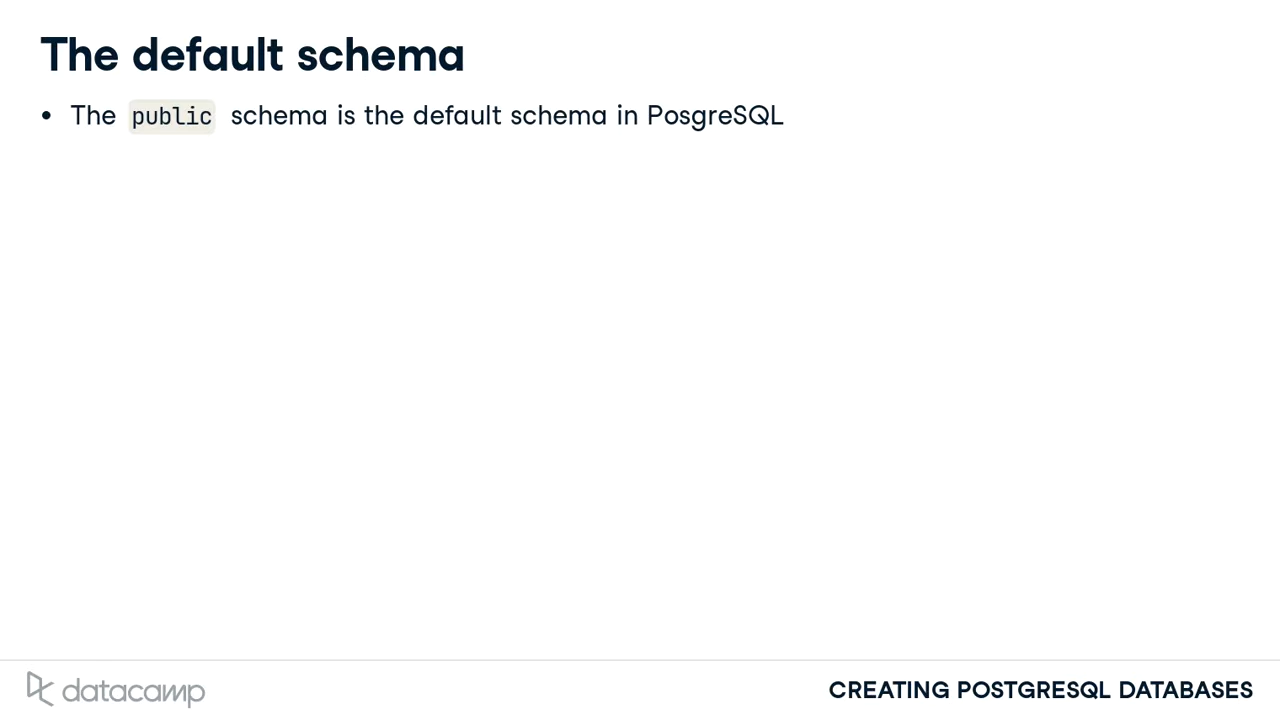 The default schema
• The public schema is the default schema in PosgreSQL
datacamp
CREATING POSTGRESQL DATABASES